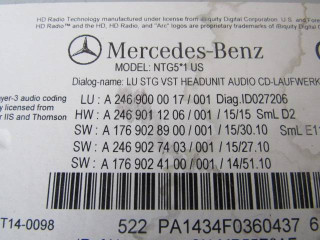 HD Radio Technology manufactured under license from iBiquity Digital Corporation. U.S. and Fore
HD Radio™ and the HD, HD Radio, and "Arc" logos are proprietary trademarks of iBiquity Digital
Mercedes-Benz
MODEL: NTG5*1 US
Dialog-name: LU STG VST HEADUNIT AUDIO CD-LAUFWERK
yer-3 audio coding
r IIS and Thomson
LU : A 246 900 00 17 / 001 Diag.ID027206
HW : A 246 901 12 06 / 001 / 15/15 SmL D2
SW : A 176 902 89 00 / 001 / 15/30.10 SmL E1
SW : A 246 902 74 03 / 001 / 15/27.10
SW : A 176 902 41 00 / 001 / 14/51.10
T14-0098
522 PA1434F0360437 6